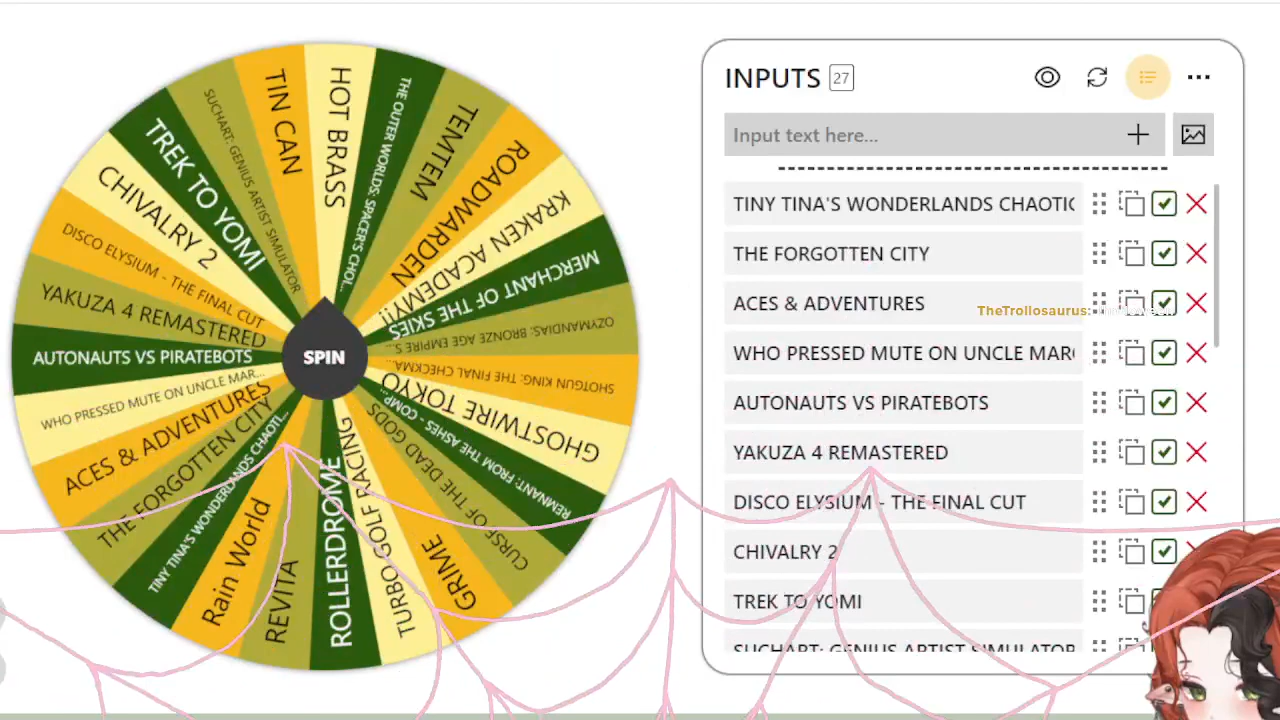 TIN CAN
HOT BRASS
THE OUTER WORLDS: SPACER'S CHOI...
TEMTEM
ROADWARDEN
KRAKEN ACADEMY!!
MERCHANT OF THE SKIES
OZYMANDIAS: BRONZE AGE EMPIRE S...
SHOTGUN KING: THE FINAL CHECKMA...
GHOSTWIRE TOKYO
REMNANT: FROM THE ASHES - COMP...
CURSE OF THE DEAD GODS
GRIME
TURBO GOLF RACING
ROLLERDROME
REVITA
Rain World
TINY TINA'S WONDERLANDS CHAOTI...
THE FORGOTTEN CITY
ACES & ADVENTURES
WHO PRESSED MUTE ON UNCLE MAR...
AUTONAUTS VS PIRATEBOTS
YAKUZA 4 REMASTERED
DISCO ELYSIUM - THE FINAL CUT
CHIVALRY 2
TREK TO YOMI
SUCHART: GENIUS ARTIST SIMULATOR
SPIN
INPUTS 27
Input text here...
TINY TINA'S WONDERLANDS CHAOTIC
THE FORGOTTEN CITY
ACES & ADVENTURES
TheTrollosaurus:
WHO PRESSED MUTE ON UNCLE MARC
AUTONAUTS VS PIRATEBOTS
YAKUZA 4 REMASTERED
DISCO ELYSIUM - THE FINAL CUT
CHIVALRY 2
TREK TO YOMI
SUCHART: GENIUS ARTIST SIMULATOR